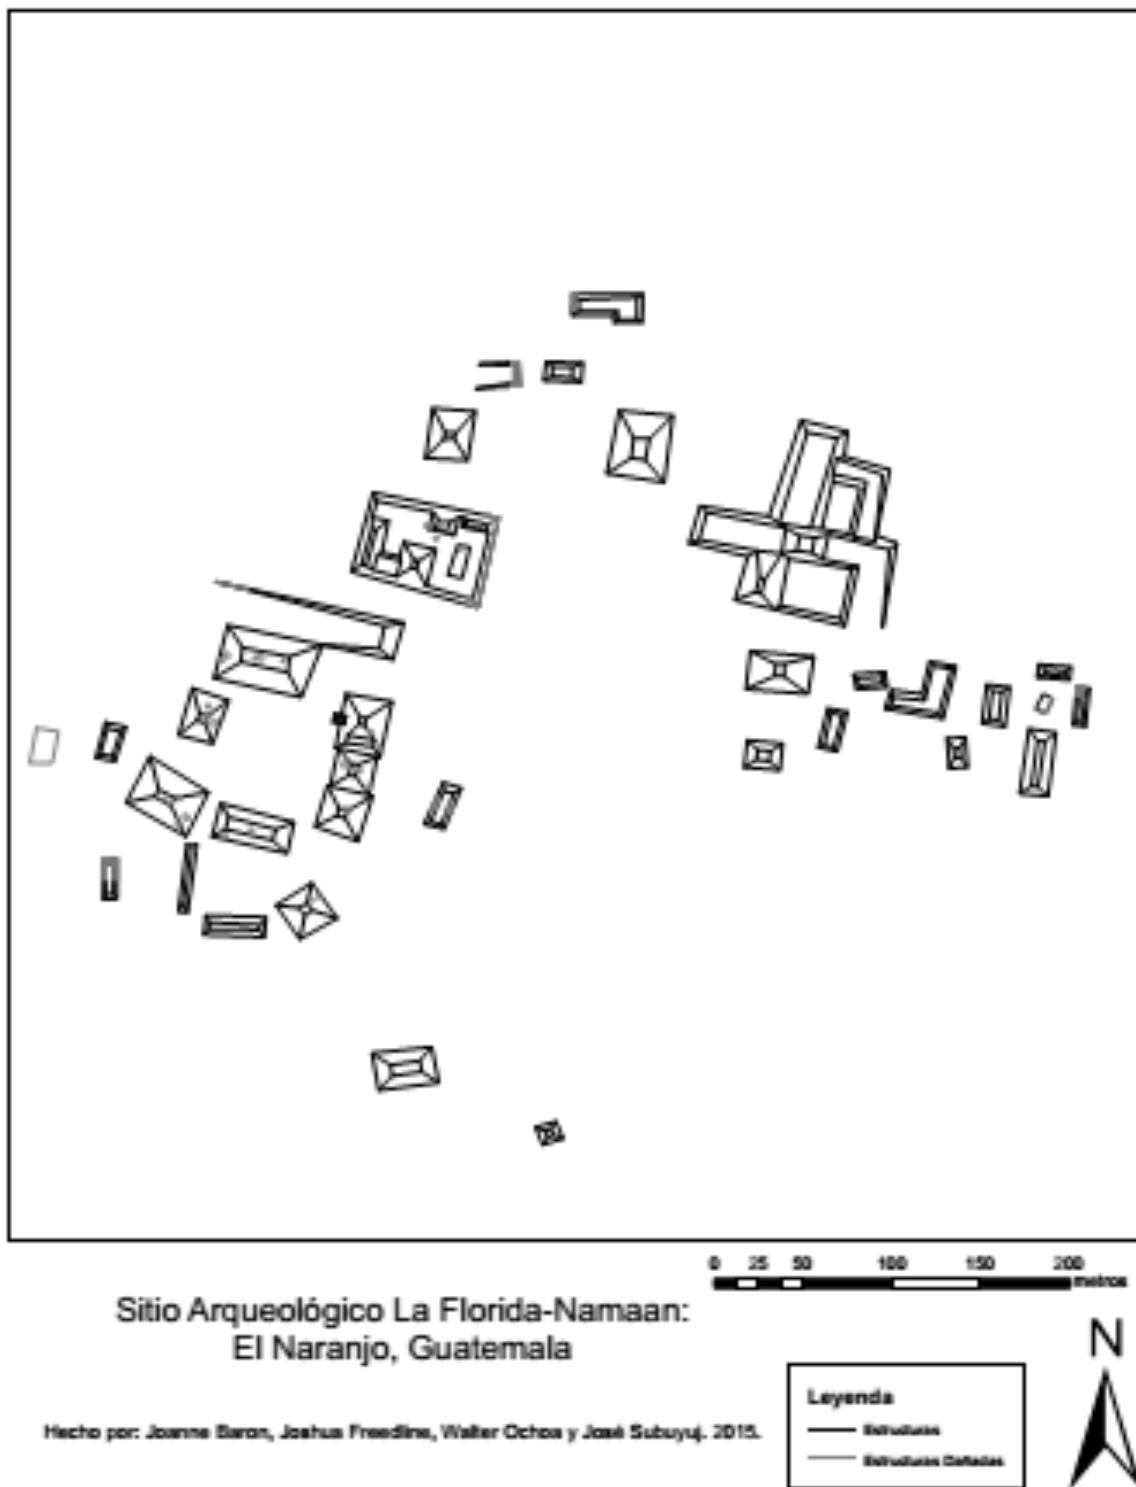 0 25 50 100 150 200
metros
Sitio Arqueológico La Florida-Namaan:
El Naranjo, Guatemala
N
Leyenda
Hecho por: Joanne Baron, Joshua Freedline, Walter Ochoa y José Subuyuj. 2015.
Estructuras
Estructuras Dañadas